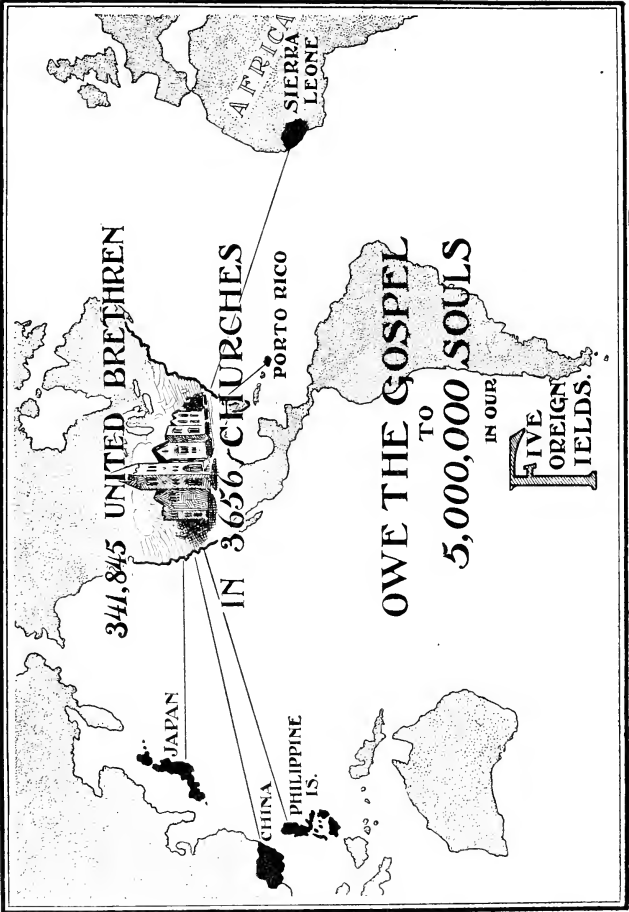 341,845 UNITED BRETHREN
IN 3656 CHURCHES
OWE THE GOSPEL
TO
5,000,000 SOULS
IN OUR
FIVE
FOREIGN
FIELDS.
JAPAN
CHINA
PHILIPPINE
IS.
PORTO RICO
AFRICA
SIERRA
LEONE